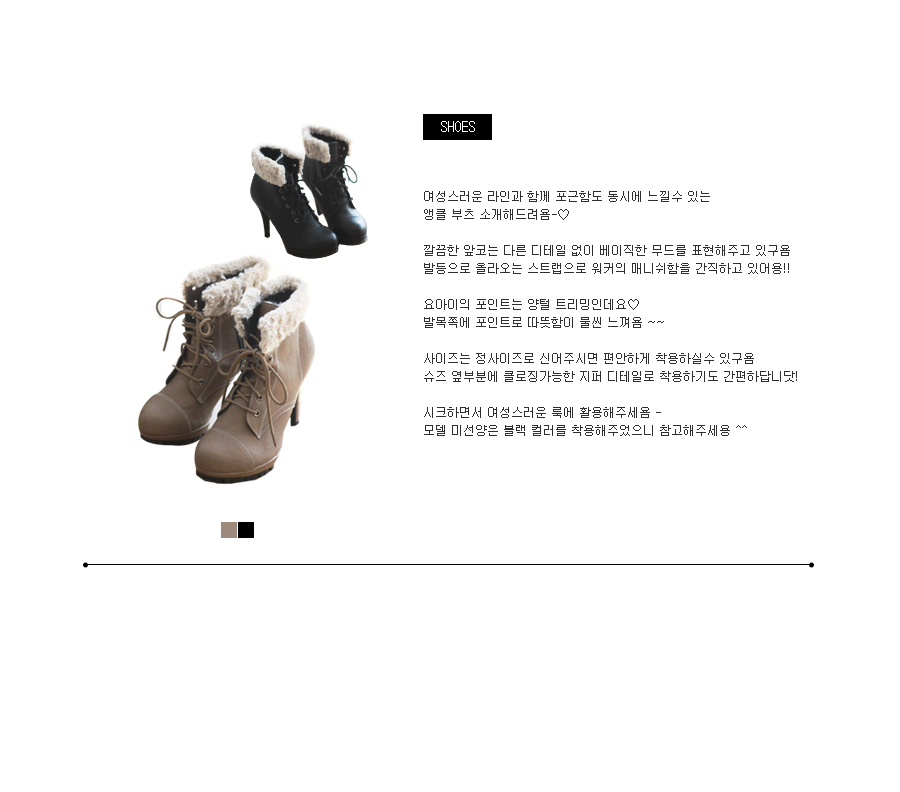 SHOES
여성스러운 라인과 함께 포근함도 동시에 느낄수 있는
앵클 부츠 소개해드려욤~♡
깔끔한 앞코는 다른 디테일 없이 베이직한 무드를 표현해주고 있구욤
발등으로 올라오는 스트랩으로 워커의 매니쉬함을 간직하고 있어용!!
요아이의 포인트는 양털 트리밍인데요♡
발목쪽에 포인트로 따뜻함이 물씬 느껴욤 ~~
사이즈는 정사이즈로 신어주시면 편안하게 착용하실수 있구욤
슈즈 옆부분에 클로징가능한 지퍼 디테일로 착용하기도 간편하답니닷!
시크하면서 여성스러운 룩에 활용해주세욤 ~
모델 미선양은 블랙 컬러를 착용해주었으니 참고해주세용 ^^